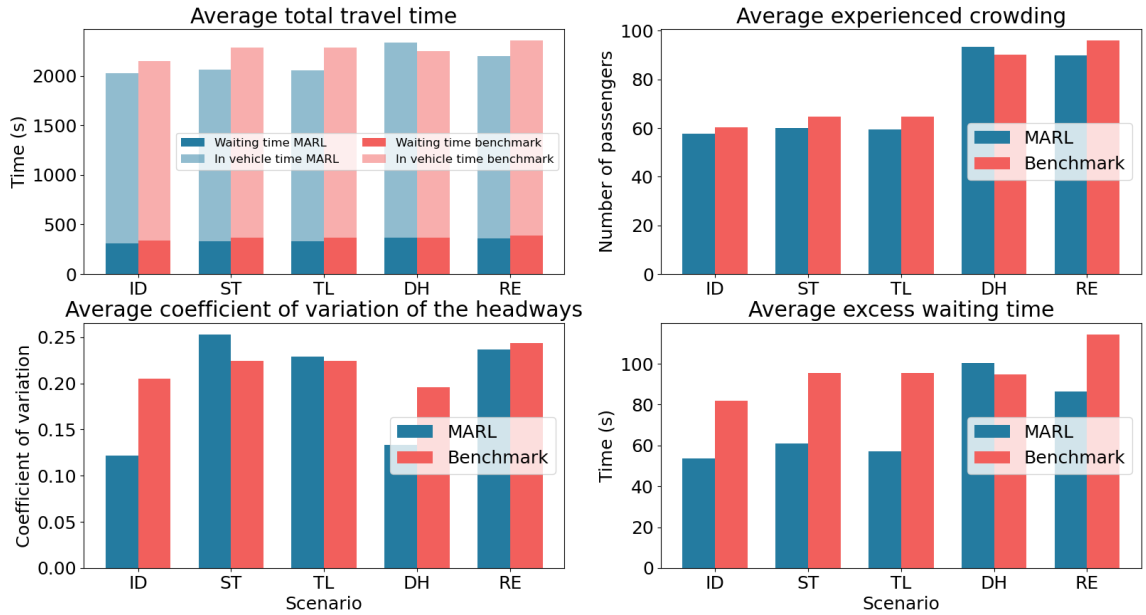 Average total travel time
Time (s)
2000
1500
1000
500
0
Waiting time MARL
In vehicle time MARL
Waiting time benchmark
In vehicle time benchmark
ID ST TL DH RE
Average experienced crowding
Number of passengers
100
80
60
40
20
0
MARL
Benchmark
ID ST TL DH RE
Average coefficient of variation of the headways
Coefficient of variation
0.25
0.20
0.15
0.10
0.05
0.00
MARL
Benchmark
ID ST TL DH RE
Scenario
Average excess waiting time
Time (s)
100
80
60
40
20
0
MARL
Benchmark
ID ST TL DH RE
Scenario